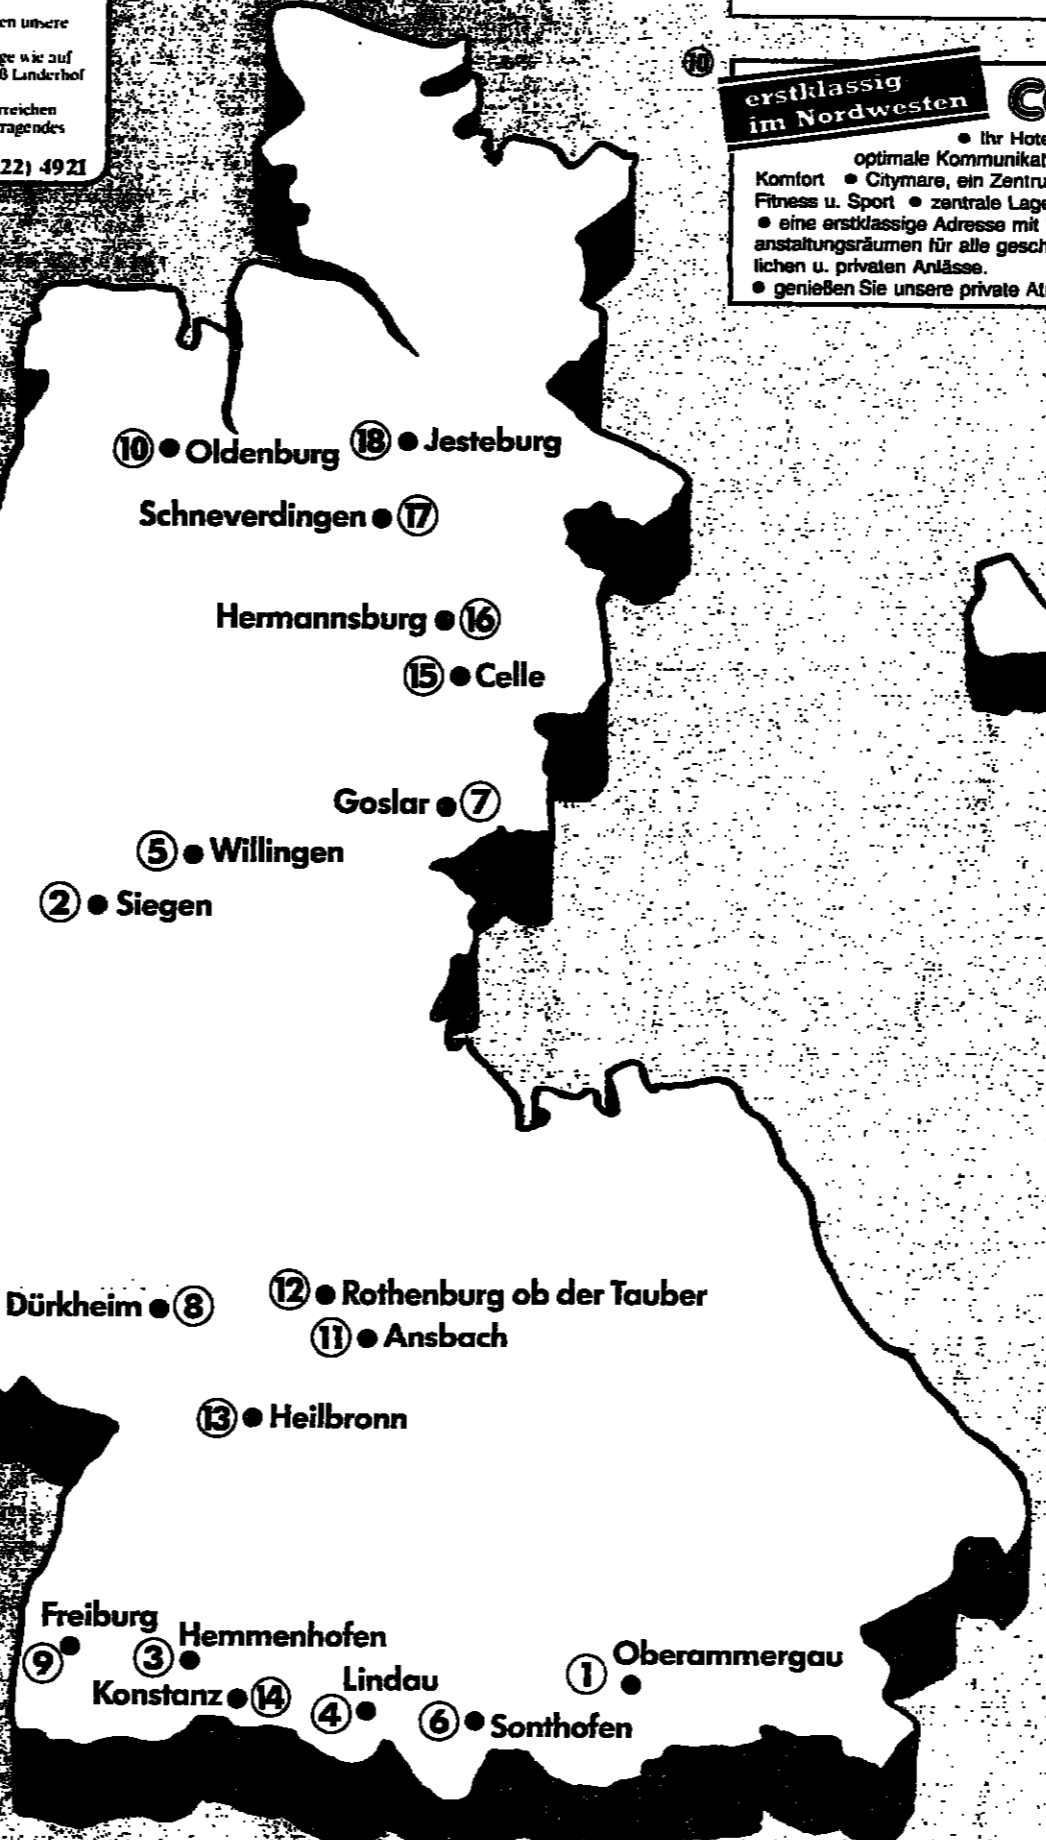 en unsere
ge wie auf
ß Linderhof
rreichen
ragendes
22) 4921
10
erstklassig
im Nordwesten
● Ihr Hote
optimale Kommunikat
Komfort ● Citymare, ein Zentru
Fitness u. Sport ● zentrale Lage
● eine erstklassige Adresse mit
anstaltungsräumen für alle gesch
lichen u. privaten Anlässe.
● genießen Sie unsere private At
10 ● Oldenburg
18 ● Jesteburg
Schneverdingen ● 17
Hermannsburg ● 16
15 ● Celle
Goslar ● 7
5 ● Willingen
2 ● Siegen
Dürkheim ● 8
12 ● Rothenburg ob der Tauber
11 ● Ansbach
13 ● Heilbronn
Freiburg
9
3 Hemmenhofen
Konstanz ● 14
Lindau
4
6 ● Sonthofen
1 Oberammergau